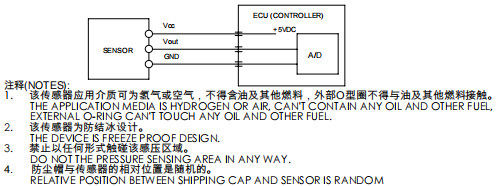 ECU (CONTROLLER)
Vcc
+5VDC
Vout
SENSOR
A/D
GND
注释(NOTES):
1. 该传感器应用介质可为氢气或空气，不得含油及其他燃料，外部O型圈不得与油及其他燃料接触。
THE APPLICATION MEDIA IS HYDROGEN OR AIR, CAN'T CONTAIN ANY OIL AND OTHER FUEL,
EXTERNAL O-RING CAN'T TOUCH ANY OIL AND OTHER FUEL.
2. 该传感器为防结冰设计。
THE DEVICE IS FREEZE PROOF DESIGN.
3. 禁止以任何形式触碰该感压区域。
DO NOT THE PRESSURE SENSING AREA IN ANY WAY.
4. 防尘帽与传感器的相对位置是随机的。
RELATIVE POSITION BETWEEN SHIPPING CAP AND SENSOR IS RANDOM